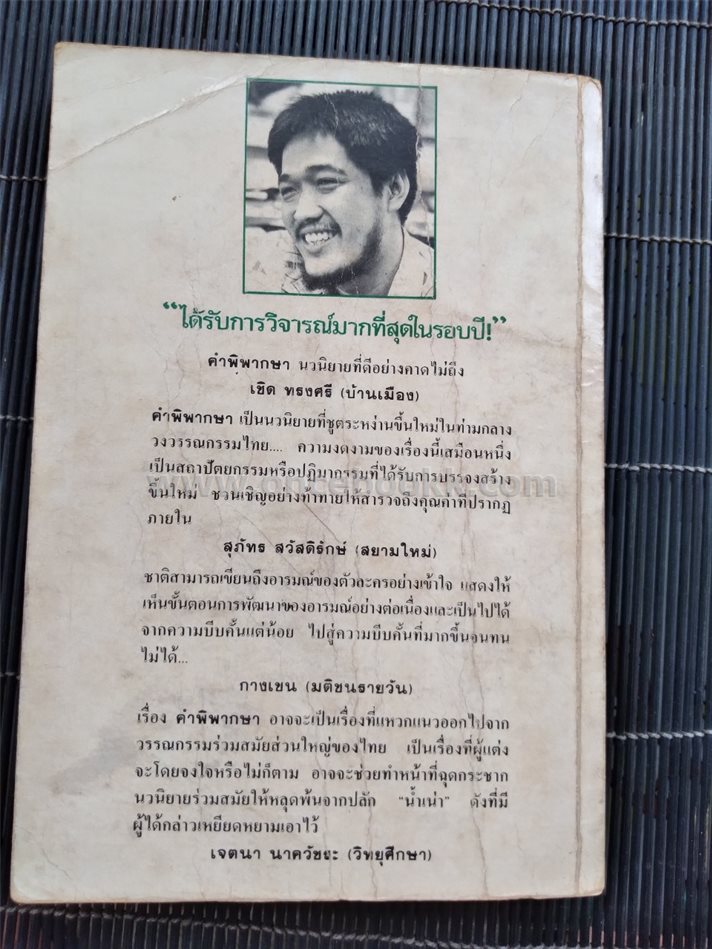 “ได้รับการวิจารณ์มากที่สุดในรอบปี!”
คำพิพากษา นวนิยายที่ดีอย่างคาดไม่ถึง
เชิด ทรงศรี (บ้านเมือง)
คำพิพากษา เป็นนวนิยายที่ชูตระหง่านขึ้นใหม่ในท่ามกลาง
วงวรรณกรรมไทย.... ความงดงามของเรื่องนี้เสมือนหนึ่ง
เป็นสถาปัตยกรรมหรือปฏิมากรรมที่ได้รับการบรรจงสร้าง
ขึ้นใหม่ ชวนเชิญอย่างท้าทายให้สำรวจถึงคุณค่าที่ปรากฏ
ภายใน
สุภัทร สวัสดิรักษ์ (สยามใหม่)
ชาติสามารถเขียนถึงอารมณ์ของตัวละครอย่างเข้าใจ แสดงให้
เห็นขั้นตอนการพัฒนาของอารมณ์อย่างต่อเนื่องและเป็นไปได้
จากความบีบคั้นแต่น้อย ไปสู่ความบีบคั้นที่มากขึ้นจนทน
ไม่ได้...
กางเขน (มติชนรายวัน)
เรื่อง คำพิพากษา อาจจะเป็นเรื่องที่แหวกแนวออกไปจาก
วรรณกรรมร่วมสมัยส่วนใหญ่ของไทย เป็นเรื่องที่ผู้แต่ง
จะโดยจงใจหรือไม่ก็ตาม อาจจะช่วยทำหน้าที่ฉุดกระชาก
นวนิยายร่วมสมัยให้หลุดพ้นจากปลัก “น้ำเน่า” ดังที่มี
ผู้ได้กล่าวเหยียดหยามเอาไว้
เจตนา นาควัชระ (วิทยุศึกษา)